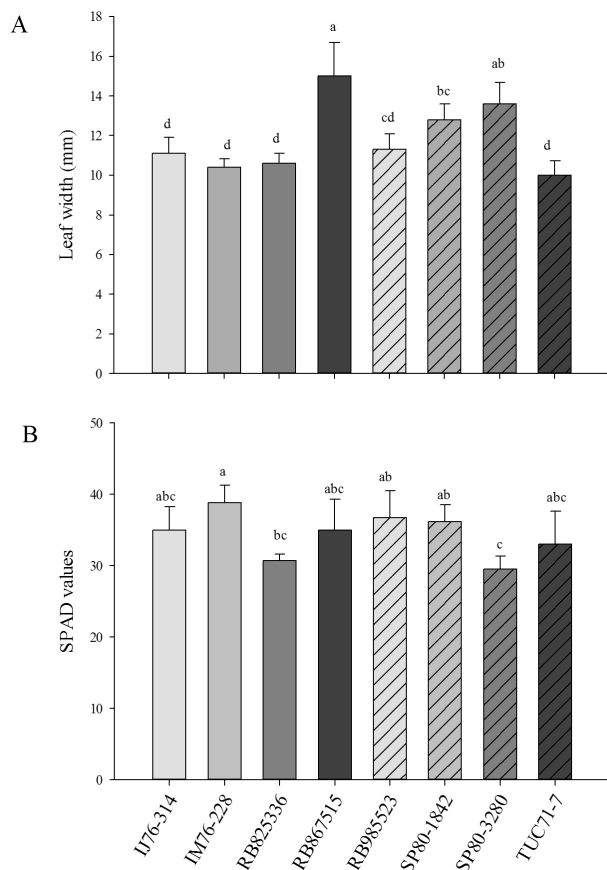 A
18
16
14
12
10
8
6
4
2
0
Leaf width (mm)
d
d
d
a
cd
bc
ab
d
B
50
40
30
20
10
0
SPAD values
abc
a
bc
abc
ab
ab
c
abc
IJ76-314
IM76-228
RB825336
RB867515
RB985523
SP80-1842
SP80-3280
TUC71-7